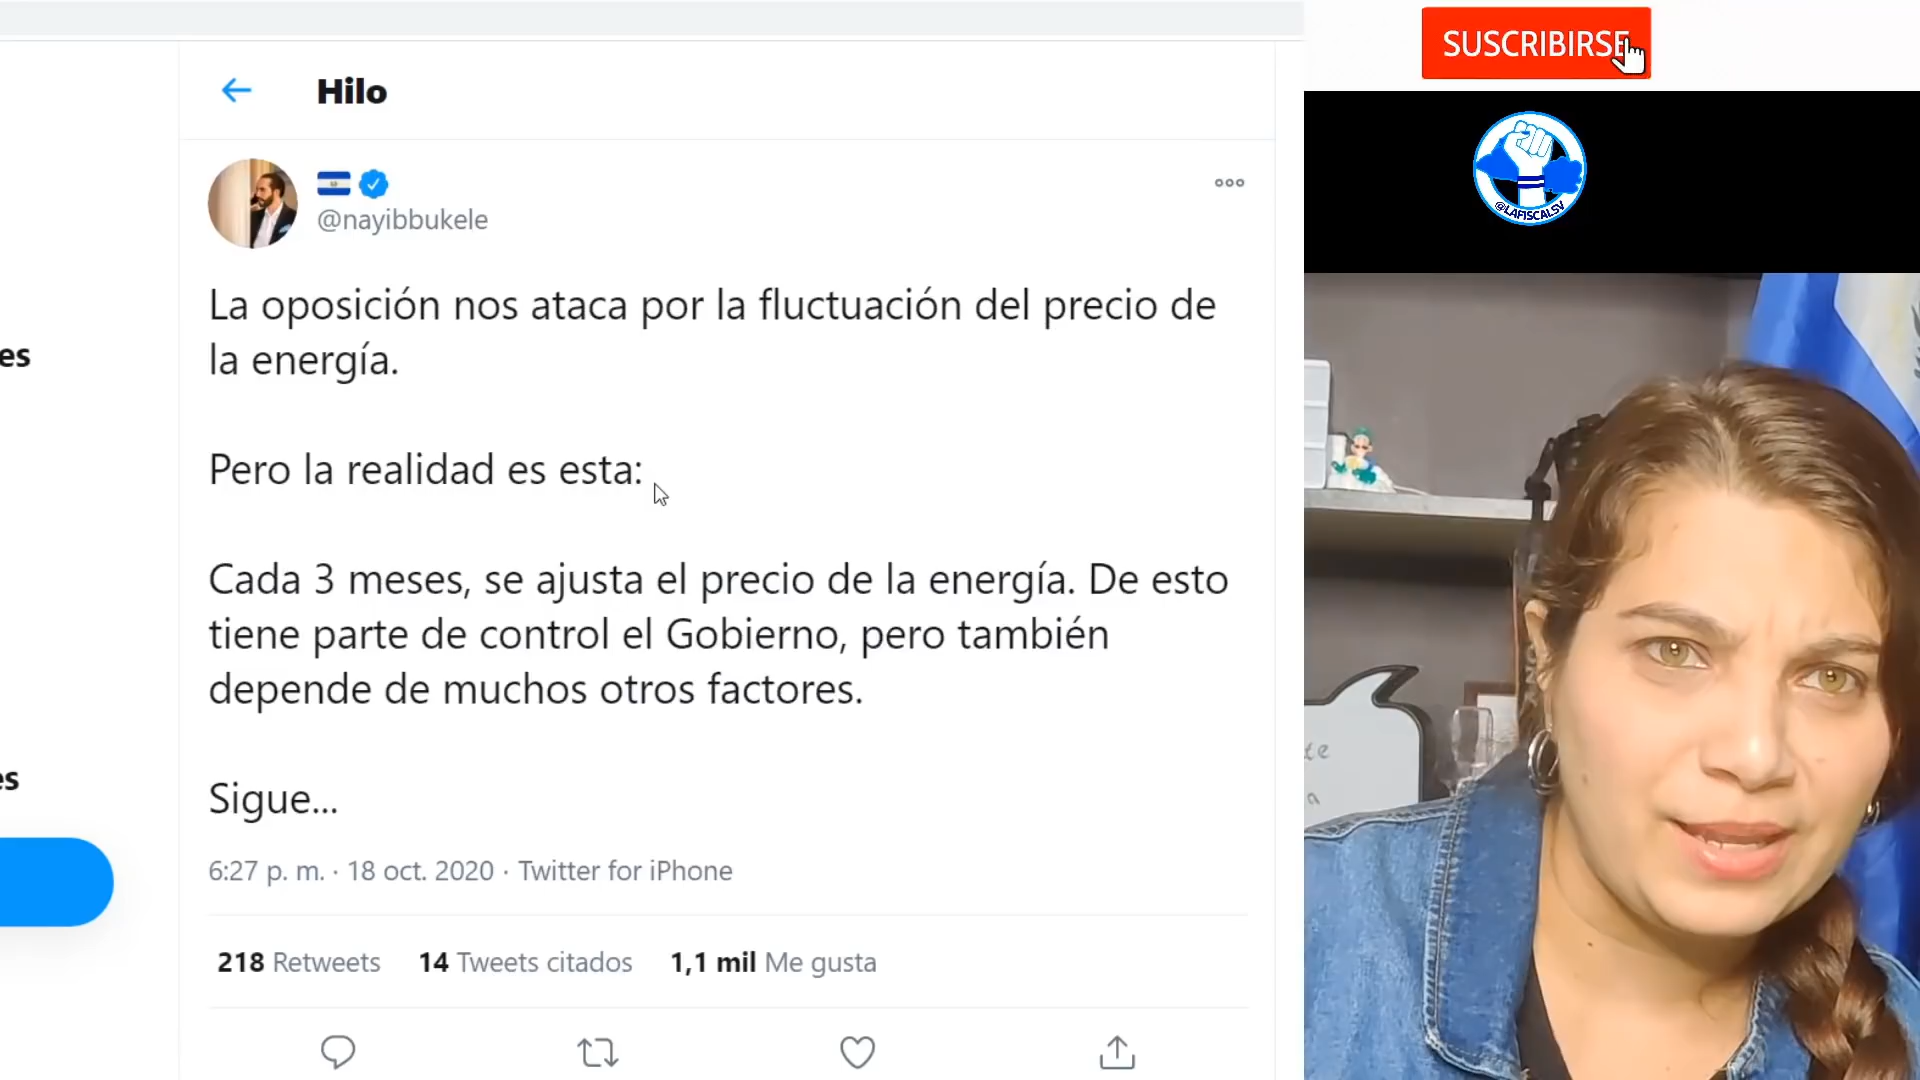 SUSCRIBIRSE
Hilo
@nayibbukele
@LAFISCALSV
La oposición nos ataca por la fluctuación del precio de
la energía.
es
Pero la realidad es esta:
Cada 3 meses, se ajusta el precio de la energía. De esto
tiene parte de control el Gobierno, pero también
depende de muchos otros factores.
es
Sigue...
6:27 p. m. · 18 oct. 2020 · Twitter for iPhone
218 Retweets 14 Tweets citados 1,1 mil Me gusta